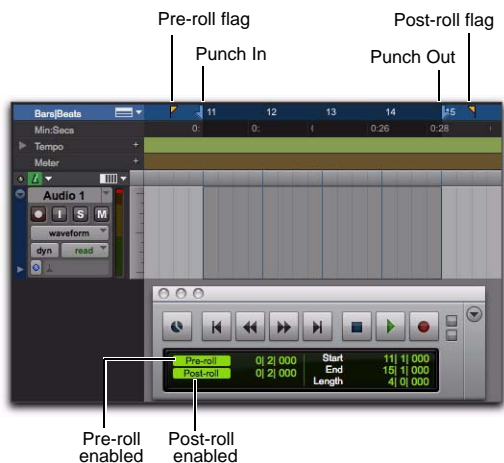 Pre-roll flag
Post-roll flag
Punch In
Punch Out
Bars|Beats
11 12 13 14 15
Min:Secs
0: 0: 0:26 0:28
Tempo
Meter
Audio 1
I S M
waveform
dyn read
Pre-roll 0| 2| 000 Start 11| 1| 000
Post-roll 0| 2| 000 End 15| 1| 000
Length 4| 0| 000
Pre-roll enabled
Post-roll enabled